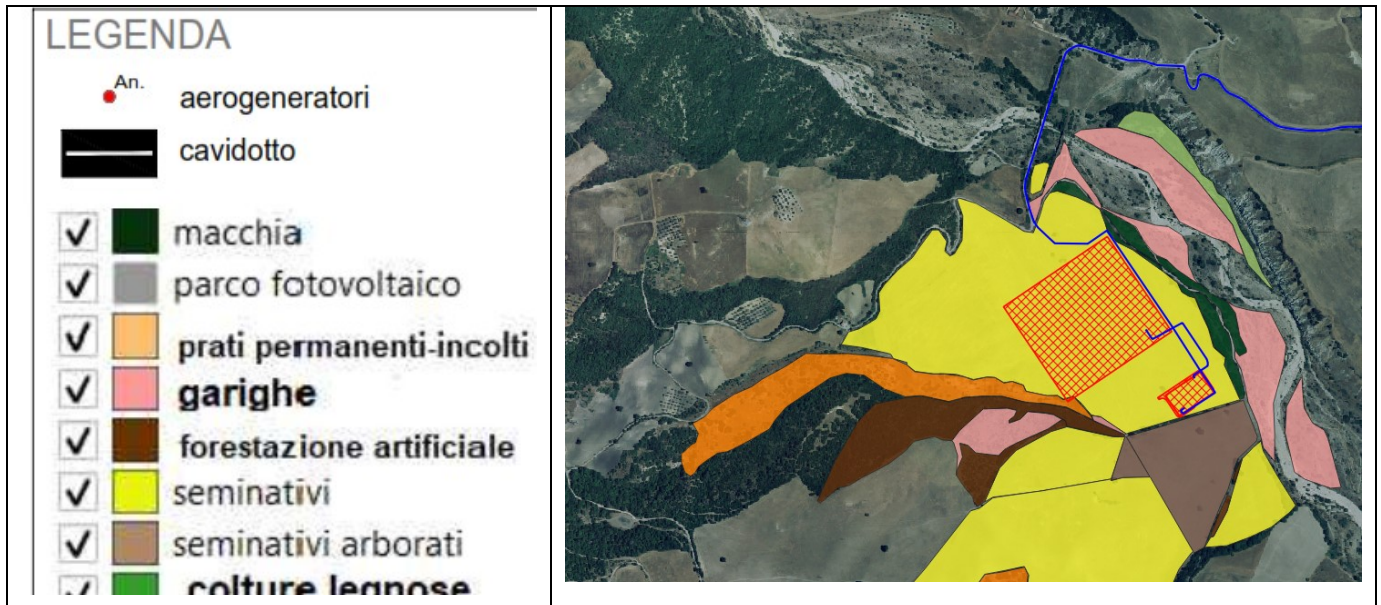 LEGENDA
An.
aerogeneratori
cavidotto
macchia
parco fotovoltaico
prati permanenti-incolti
garighe
forestazione artificiale
seminativi
seminativi arborati
colture legnose